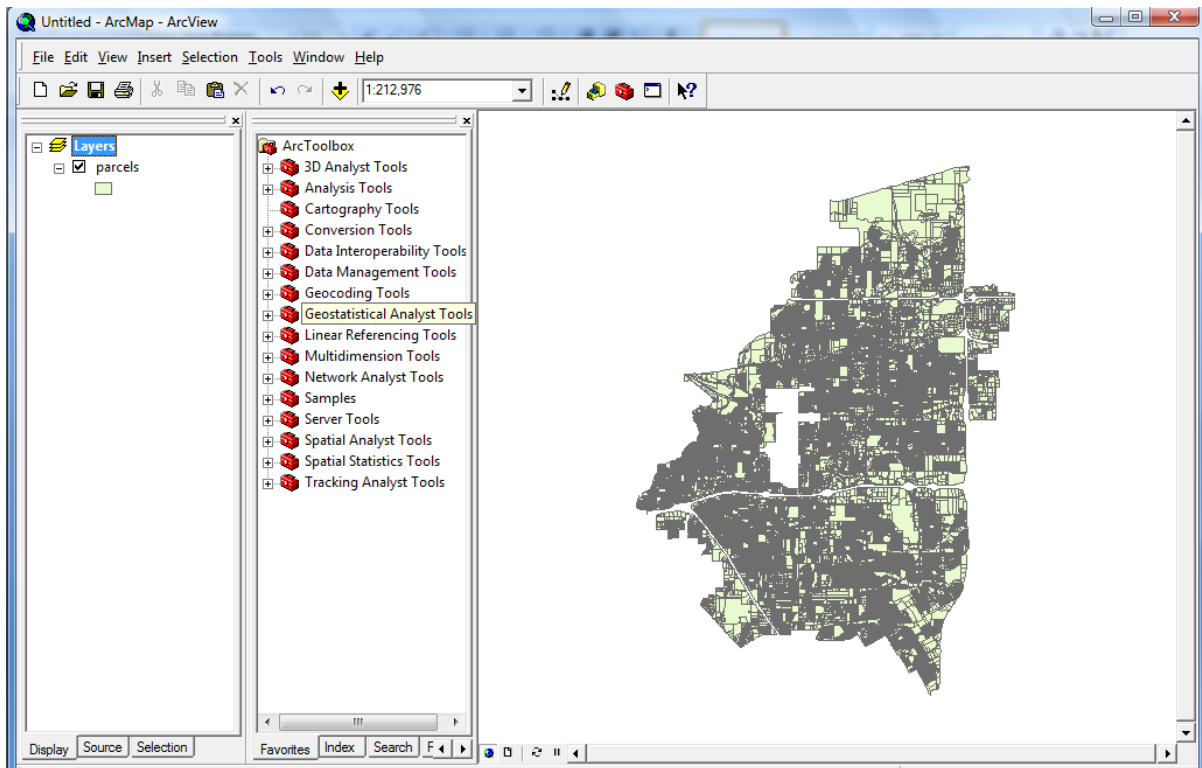 Untitled - ArcMap - ArcView
File Edit View Insert Selection Tools Window Help
1:212,976
Layers
parcels
Display Source Selection
ArcToolbox
3D Analyst Tools
Analysis Tools
Cartography Tools
Conversion Tools
Data Interoperability Tools
Data Management Tools
Geocoding Tools
Geostatistical Analyst Tools
Linear Referencing Tools
Multidimension Tools
Network Analyst Tools
Samples
Server Tools
Spatial Analyst Tools
Spatial Statistics Tools
Tracking Analyst Tools
Favorites Index Search